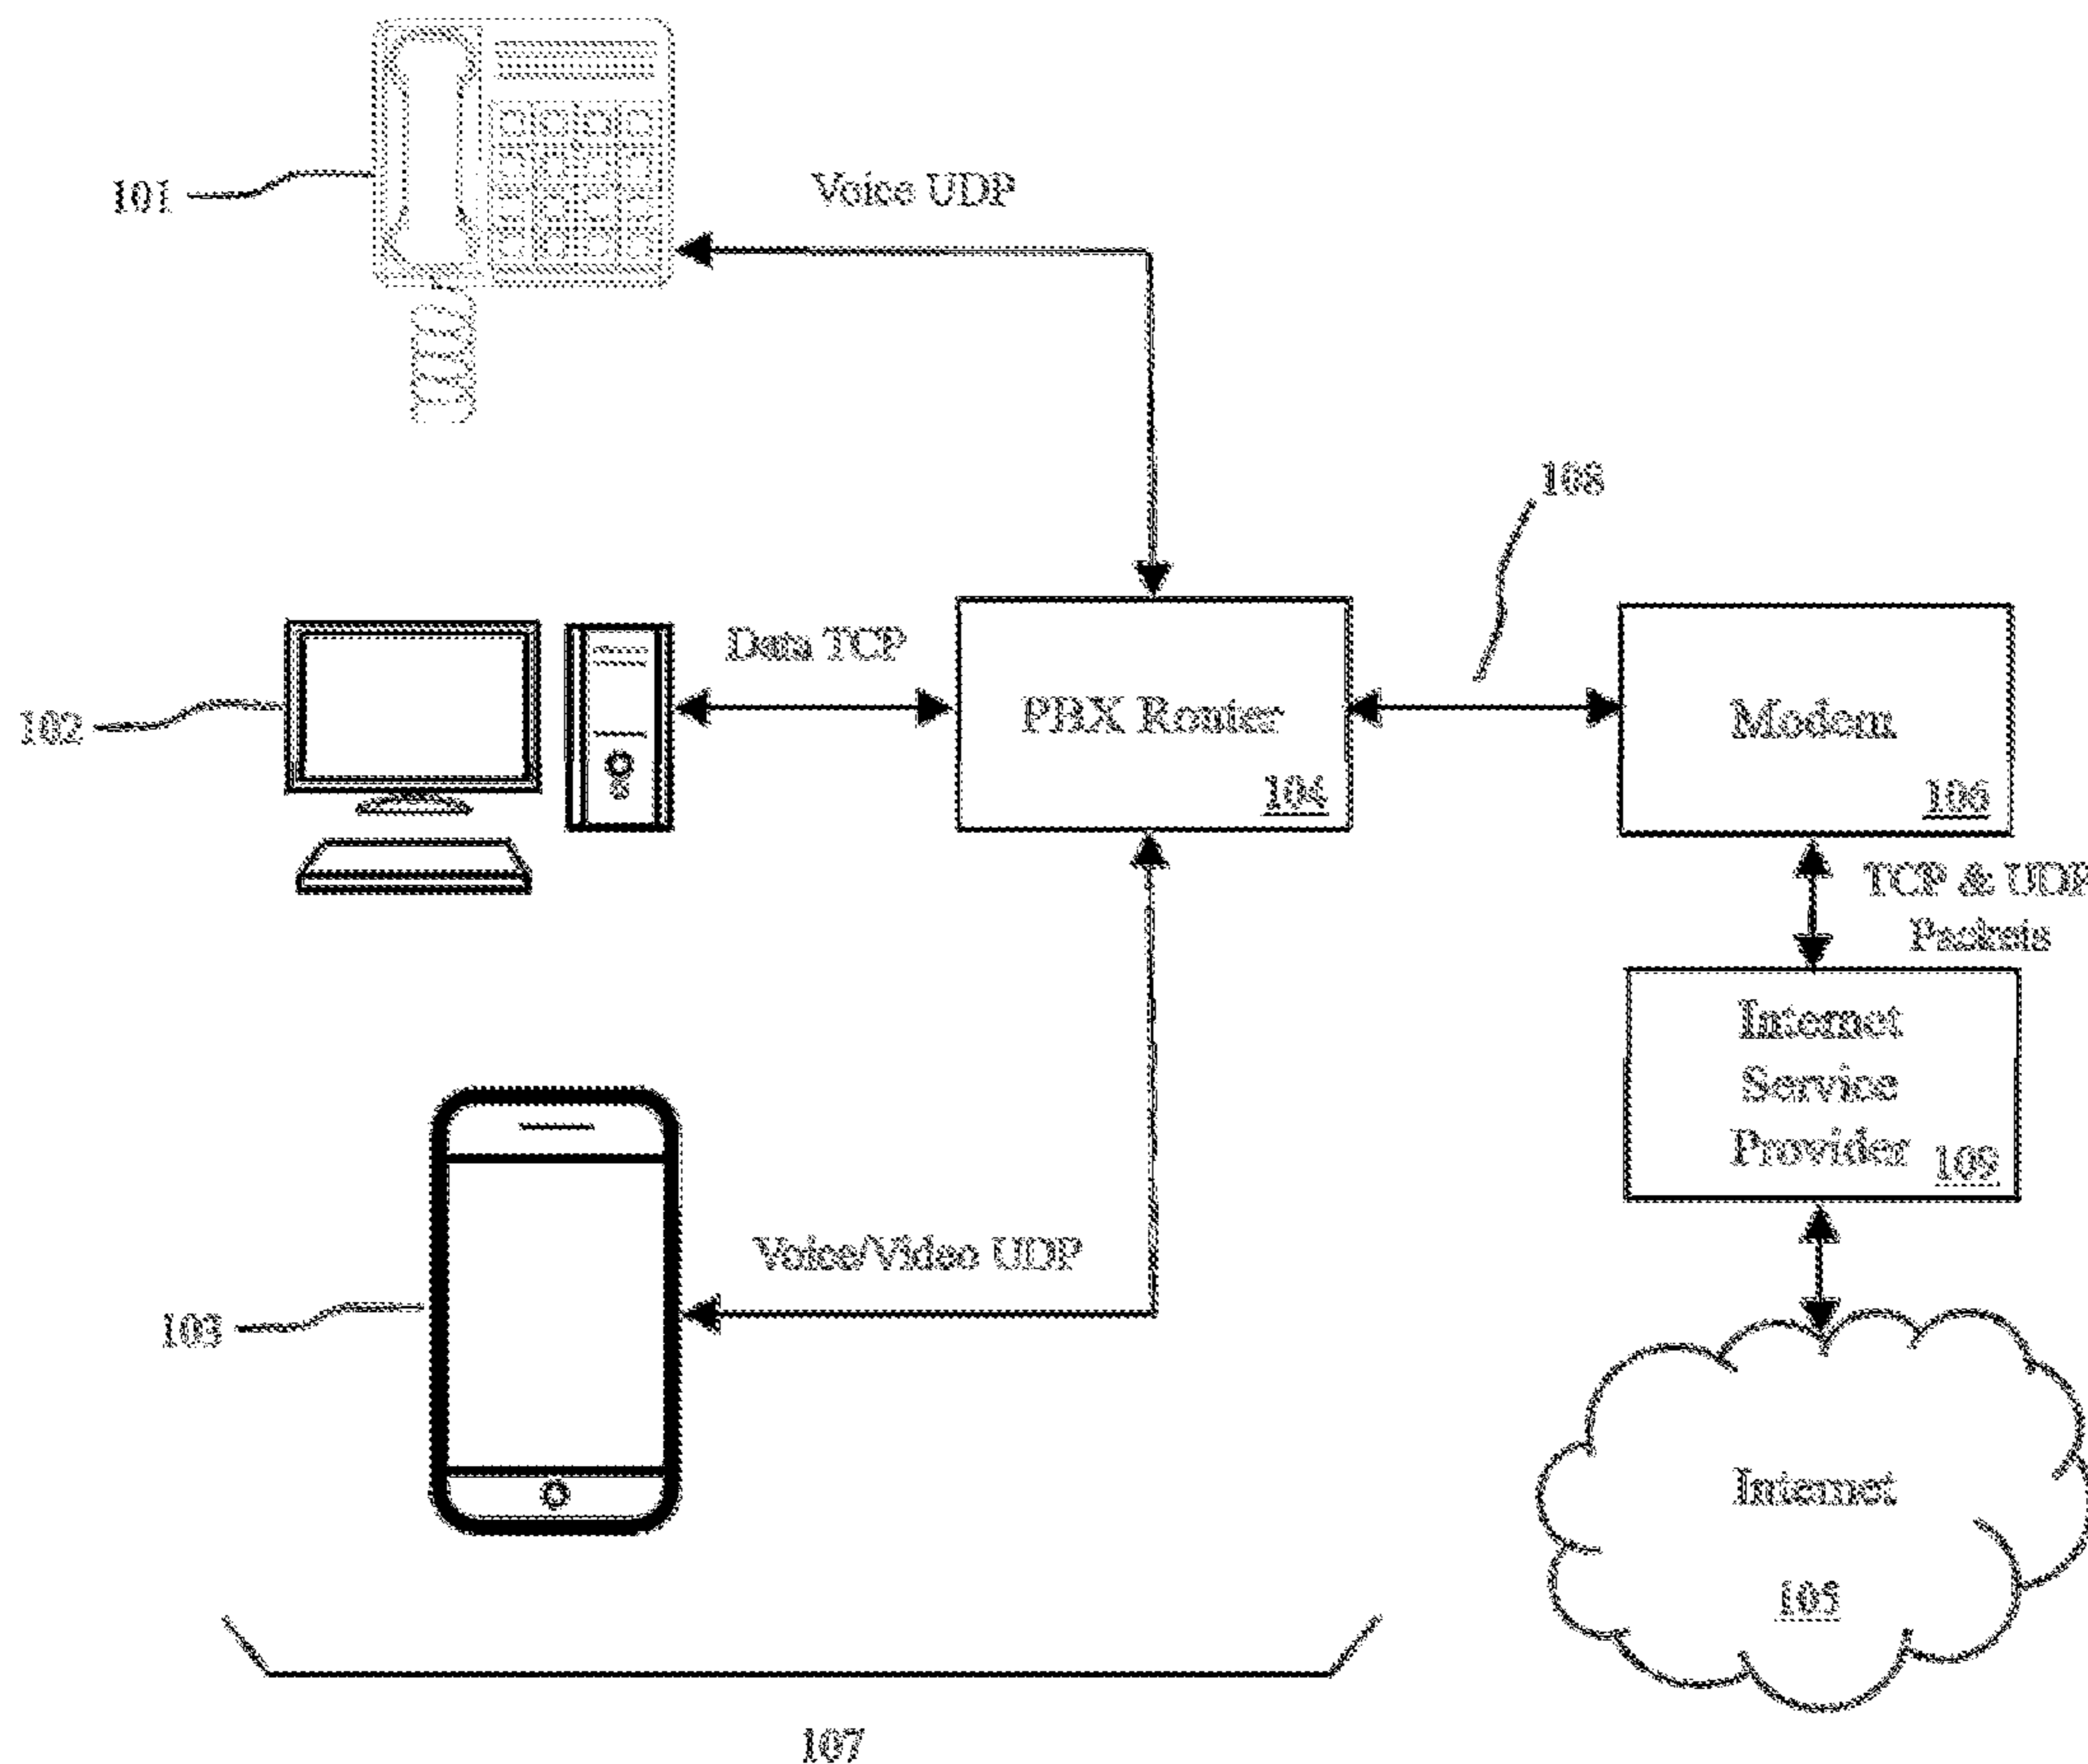 101
Voice UDP
108
102
Data TCP
PBX Router
104
Modem
106
TCP & UDP
Packets
Internet
Service
Provider
109
Voice/Video UDP
103
Internet
105
107